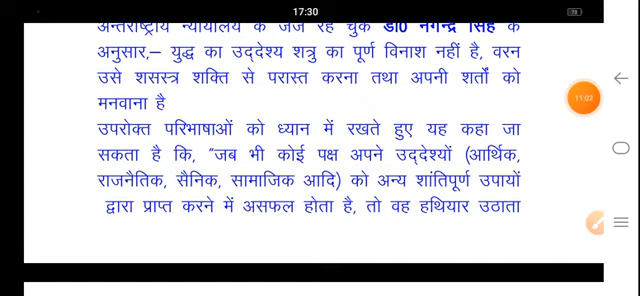 17:30
73
अन्तर्राष्ट्रीय न्यायालय के जज रह चुके डा0 नगेन्द्र सिंह के
अनुसार,– युद्ध का उद्देश्य शत्रु का पूर्ण विनाश नहीं है, वरन
उसे शसस्त्र शक्ति से परास्त करना तथा अपनी शर्तों को
मनवाना है
11:02
उपरोक्त परिभाषाओं को ध्यान में रखते हुए यह कहा जा
सकता है कि, "जब भी कोई पक्ष अपने उद्देश्यों (आर्थिक,
राजनैतिक, सैनिक, सामाजिक आदि) को अन्य शांतिपूर्ण उपायों
द्वारा प्राप्त करने में असफल होता है, तो वह हथियार उठाता